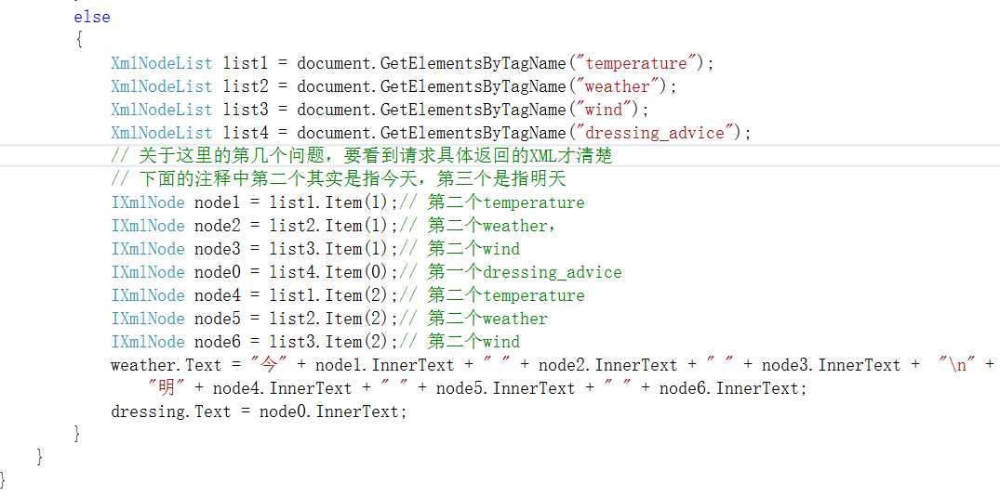 else
{
XmlNodeList list1 = document.GetElementsByTagName("temperature");
XmlNodeList list2 = document.GetElementsByTagName("weather");
XmlNodeList list3 = document.GetElementsByTagName("wind");
XmlNodeList list4 = document.GetElementsByTagName("dressing_advice");
// 关于这里的第几个问题，要看到请求具体返回的XML才清楚
// 下面的注释中第二个其实是指今天，第三个是指明天
IXmlNode node1 = list1.Item(1);// 第二个temperature
IXmlNode node2 = list2.Item(1);// 第二个weather，
IXmlNode node3 = list3.Item(1);// 第二个wind
IXmlNode node0 = list4.Item(0);// 第一个dressing_advice
IXmlNode node4 = list1.Item(2);// 第二个temperature
IXmlNode node5 = list2.Item(2);// 第二个weather
IXmlNode node6 = list3.Item(2);// 第二个wind
weather.Text = "今" + node1.InnerText + " " + node2.InnerText + " " + node3.InnerText +  "\n" +
"明" + node4.InnerText + " " + node5.InnerText + " " + node6.InnerText;
dressing.Text = node0.InnerText;
}
}
}